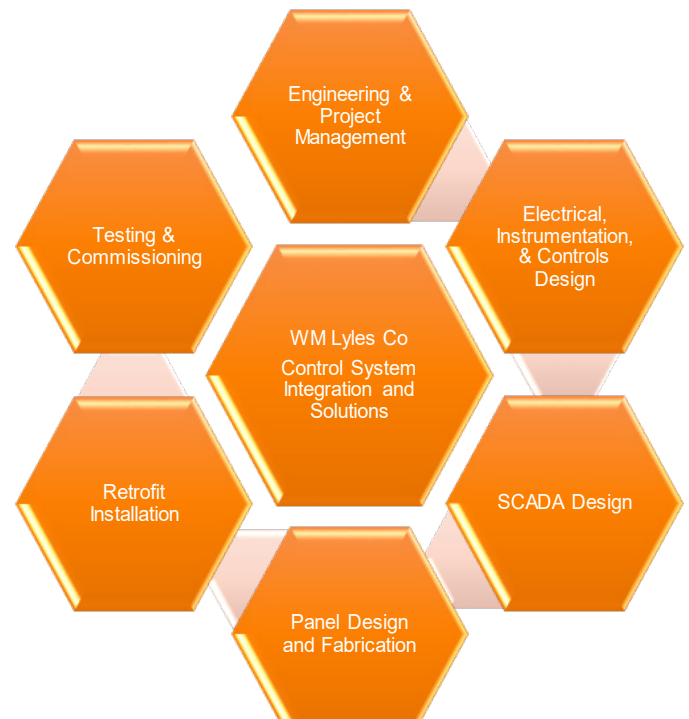 Engineering &
Project
Management
Electrical,
Instrumentation,
& Controls
Design
Testing &
Commissioning
WM Lyles Co
Control System
Integration and
Solutions
SCADA Design
Retrofit
Installation
Panel Design
and Fabrication